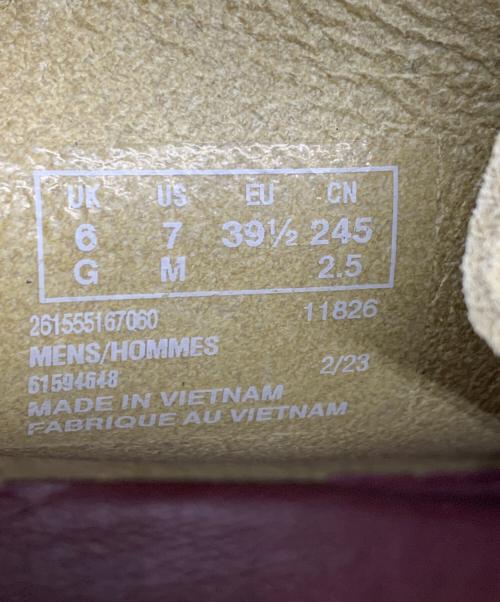 UK US EU CN
6 7 39½ 245
G M 2.5
261555167060 11826
MENS/HOMMES
61594648 2/23
MADE IN VIETNAM
FABRIQUE AU VIETNAM